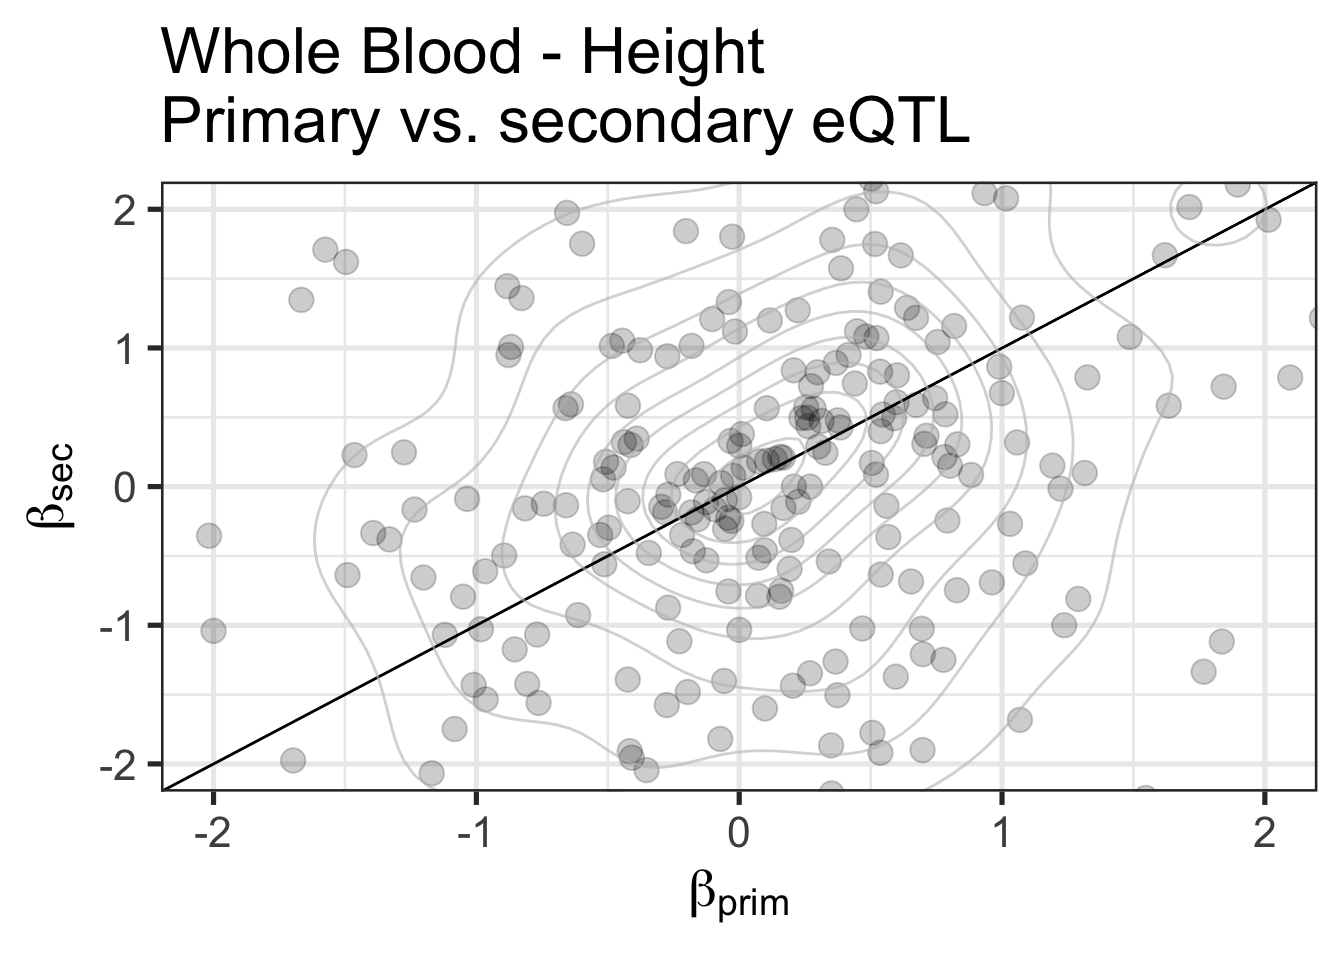 Whole Blood - Height
Primary vs. secondary eQTL
2
1
0
-1
-2
βsec
-2 -1 0 1 2
βprim